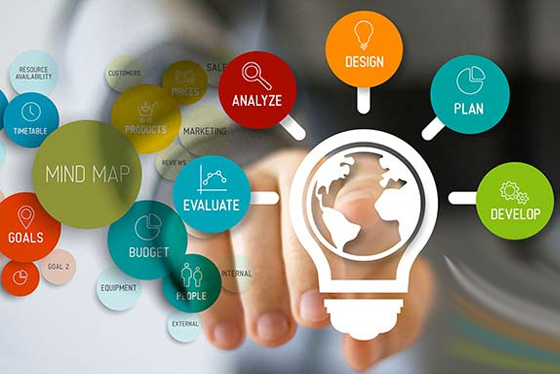 RESOURCE
AVAILABILITY
TIMETABLE
CUSTOMERS
PRICES
SALE
PRODUCTS
MARKETING
REVIEWS
MIND MAP
GOALS
GOAL 2
BUDGET
EQUIPMENT
PEOPLE
INTERNAL
EXTERNAL
EVALUATE
ANALYZE
DESIGN
PLAN
DEVELOP